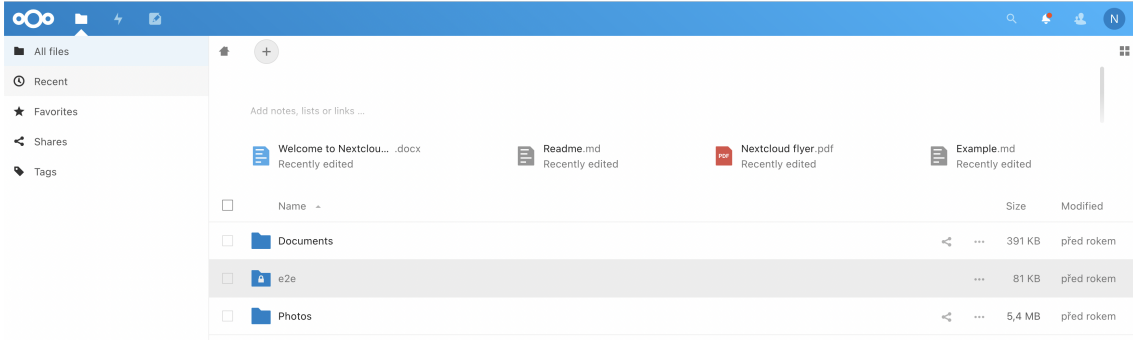 N
All files
Recent
Favorites
Shares
Tags
Add notes, lists or links ...
Welcome to Nextclou... .docx
Recently edited
Readme.md
Recently edited
PDF
Nextcloud flyer.pdf
Recently edited
Example.md
Recently edited
Name Size Modified
Documents 391 KB před rokem
e2e 81 KB před rokem
Photos 5,4 MB před rokem